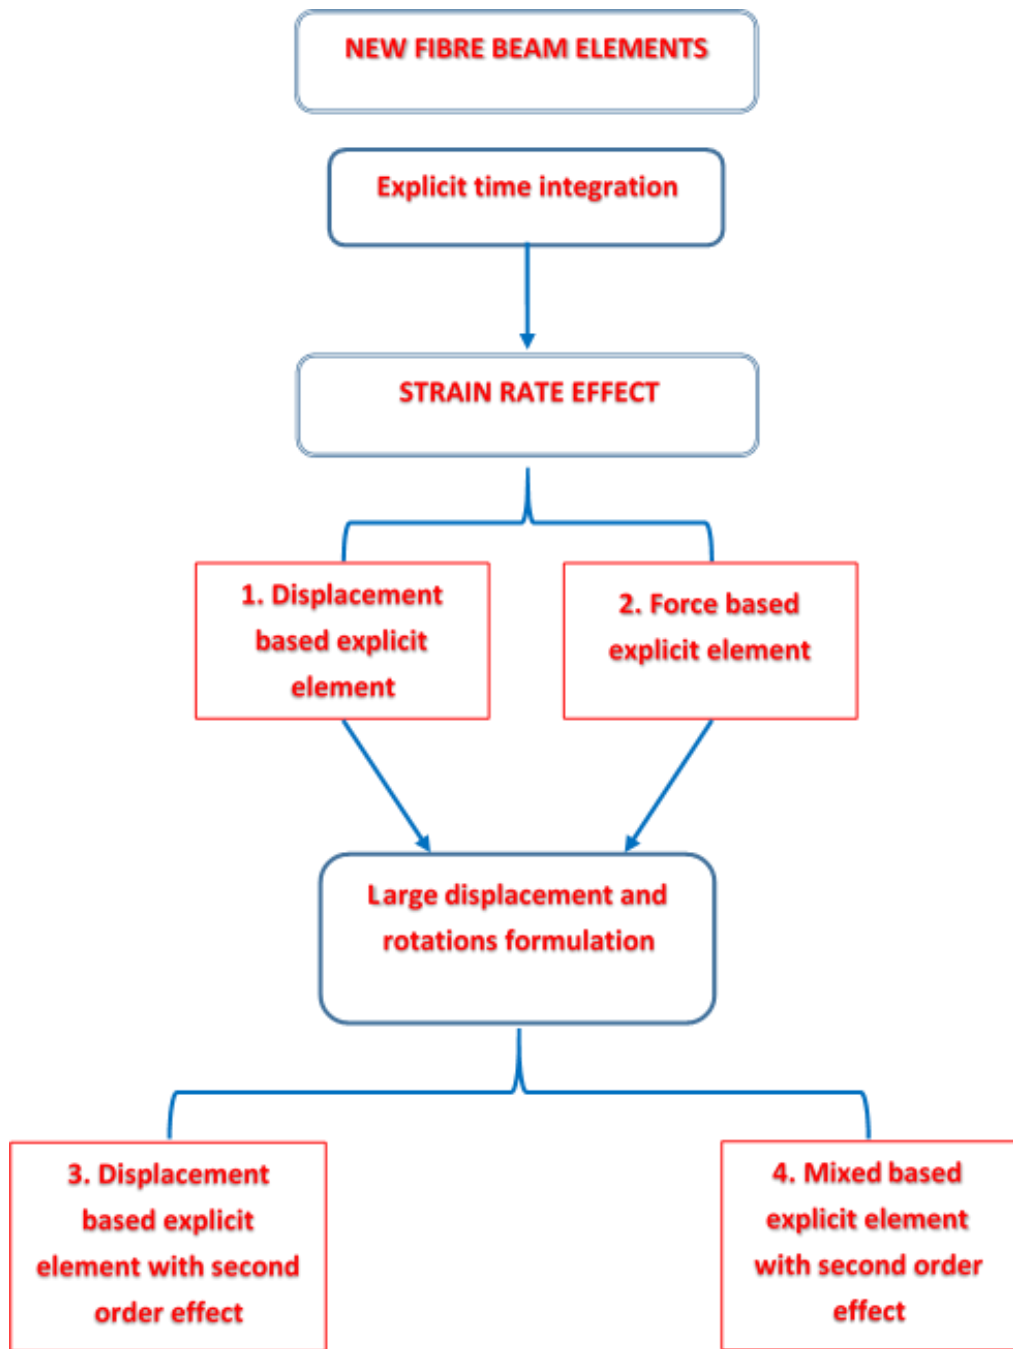 NEW FIBRE BEAM ELEMENTS
Explicit time integration
STRAIN RATE EFFECT
1. Displacement
based explicit
element
2. Force based
explicit element
Large displacement and
rotations formulation
3. Displacement
based explicit
element with second
order effect
4. Mixed based
explicit element
with second order
effect